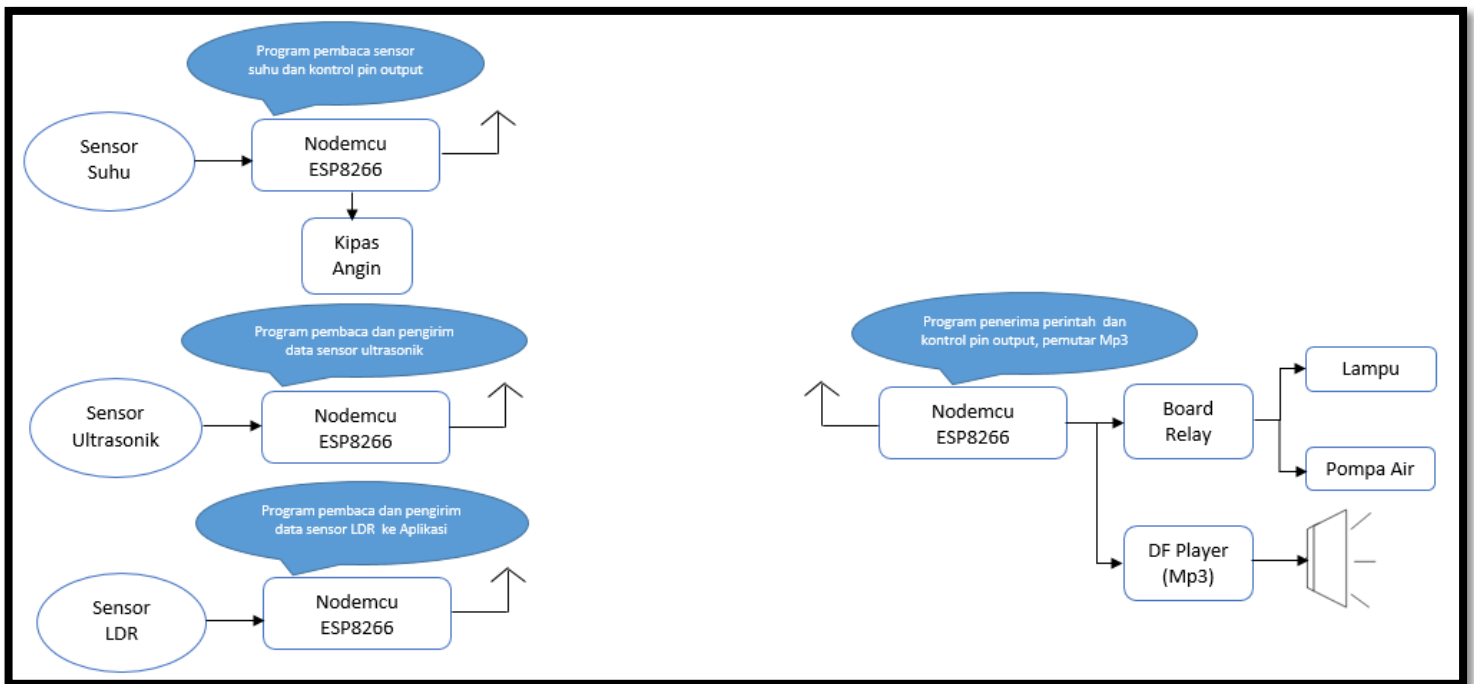 Program pembaca sensor
suhu dan kontrol pin output
Sensor
Suhu
Nodemcu
ESP8266
Kipas
Angin
Program pembaca dan pengirim
data sensor ultrasonik
Sensor
Ultrasonik
Nodemcu
ESP8266
Program pembaca dan pengirim
data sensor LDR ke Aplikasi
Sensor
LDR
Nodemcu
ESP8266
Program penerima perintah dan
kontrol pin output, pemutar Mp3
Nodemcu
ESP8266
Board
Relay
Lampu
Pompa Air
DF Player
(Mp3)